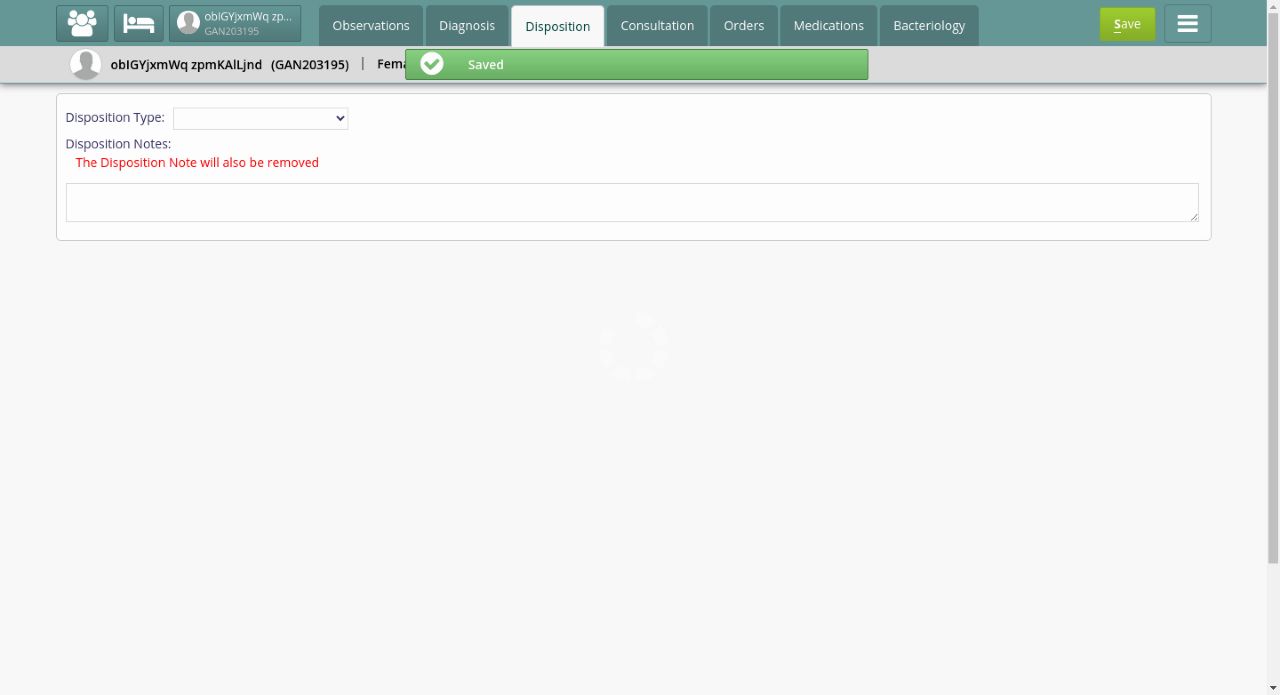 obIGYjxmWq zp...
GAN203195
Observations
Diagnosis
Disposition
Consultation
Orders
Medications
Bacteriology
Save
obIGYjxmWq zpmKAlLjnd (GAN203195) | Fema
Saved
Disposition Type:
Disposition Notes:
The Disposition Note will also be removed